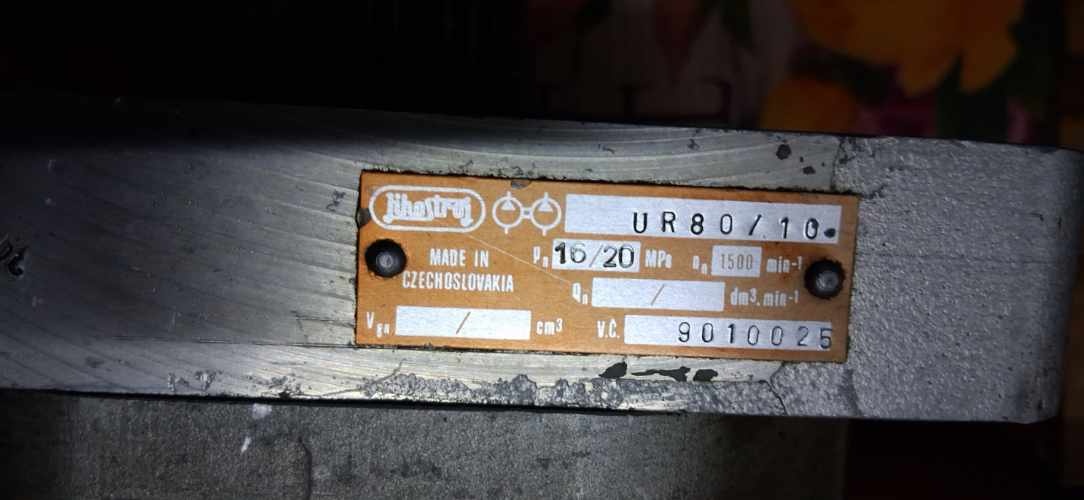 Jihostroj UR80/10.
MADE IN
CZECHOSLOVAKIA
pn 16/20 MPa nn 1500 min-1
Qn / dm3.min-1
Vgn / cm3
V.Č. 9010025